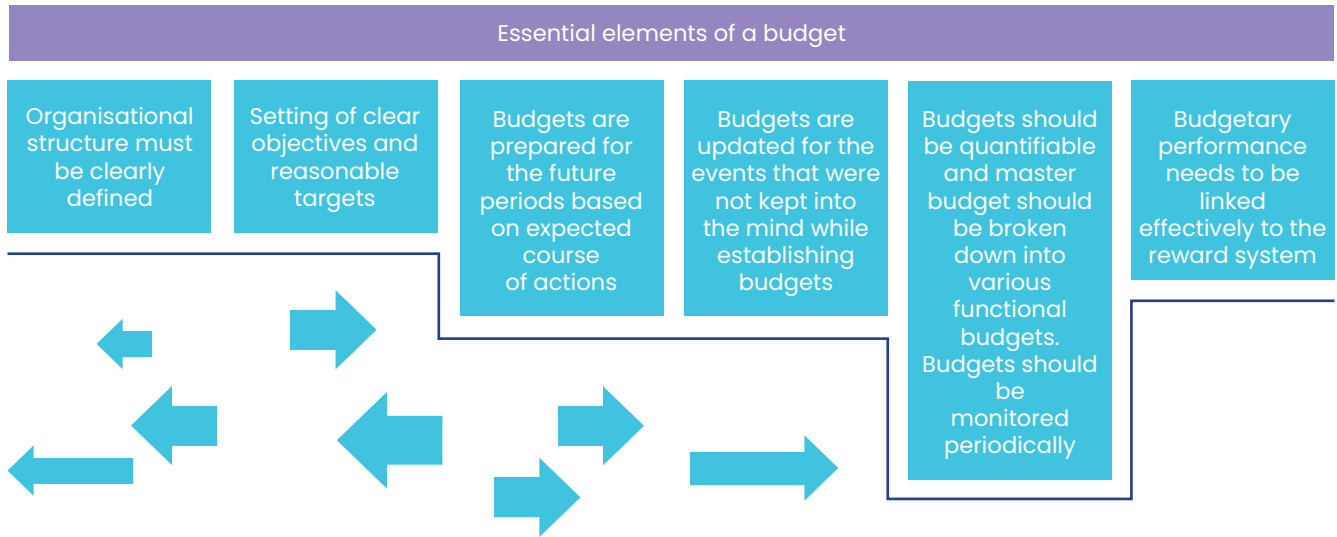 Essential elements of a budget
Organisational
structure must
be clearly
defined
Setting of clear
objectives and
reasonable
targets
Budgets are
prepared for
the future
periods based
on expected
course
of actions
Budgets are
updated for the
events that were
not kept into
the mind while
establishing
budgets
Budgets should
be quantifiable
and master
budget should
be broken
down into
various
functional
budgets.
Budgets should
be
monitored
periodically
Budgetary
performance
needs to be
linked
effectively to the
reward system